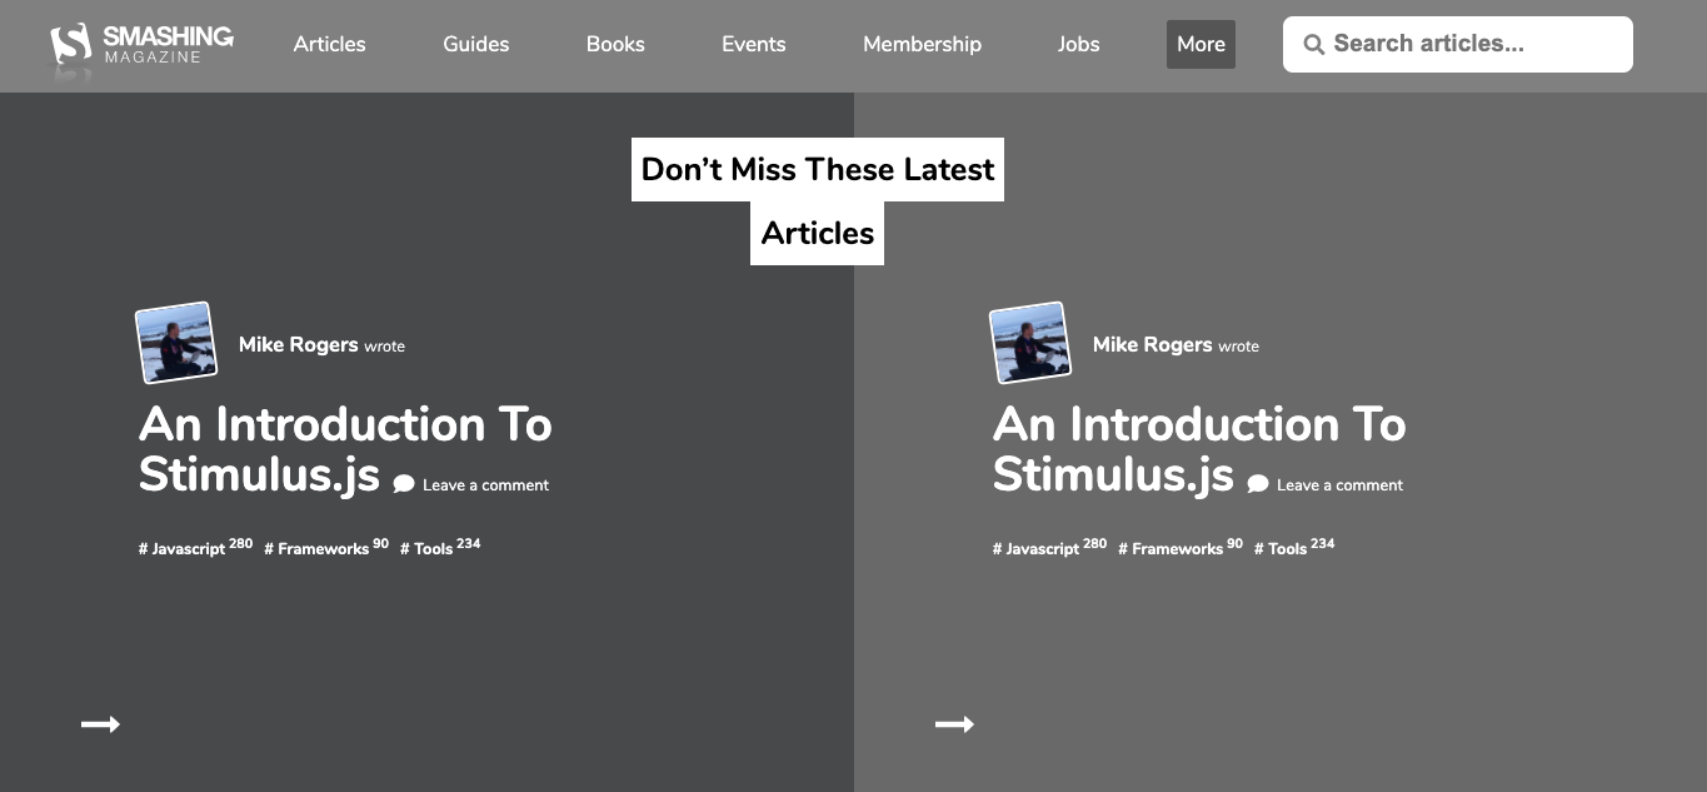 SMASHING
MAGAZINE
Articles
Guides
Books
Events
Membership
Jobs
More
Search articles...
Don’t Miss These Latest
Articles
Mike Rogers wrote
An Introduction To
Stimulus.js Leave a comment
# Javascript 280 # Frameworks 90 # Tools 234
Mike Rogers wrote
An Introduction To
Stimulus.js Leave a comment
# Javascript 280 # Frameworks 90 # Tools 234